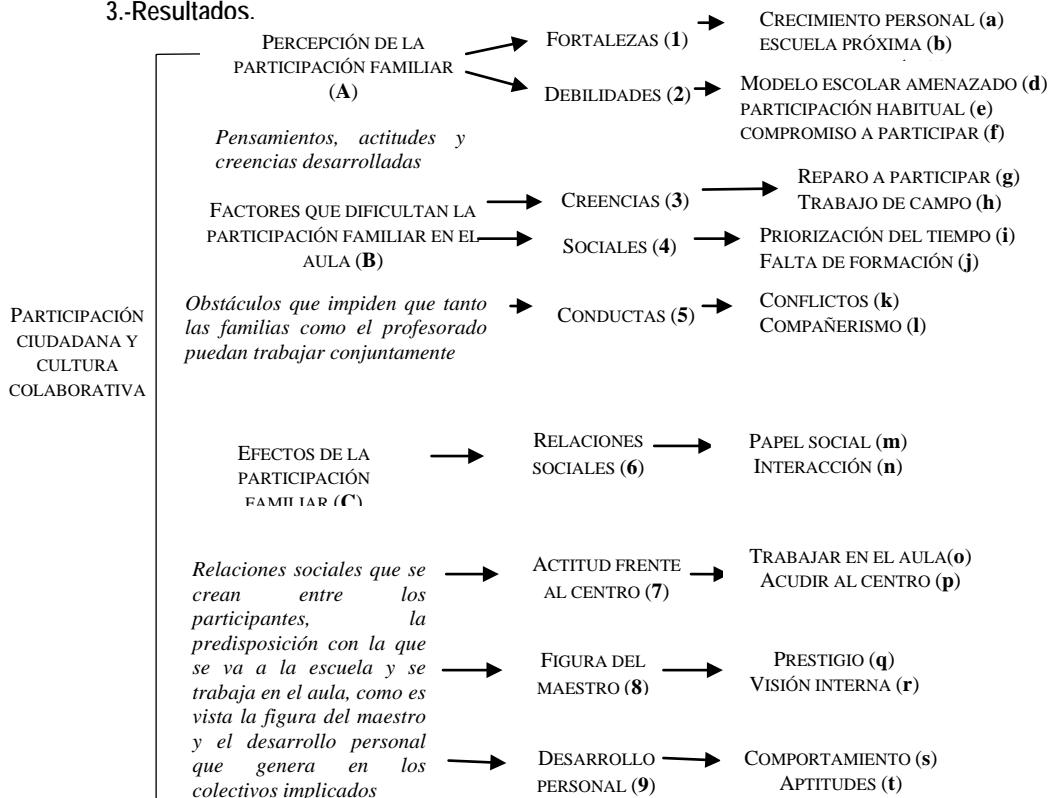 3.-Resultados.
PARTICIPACIÓN
CIUDADANA Y
CULTURA
COLABORATIVA
PERCEPCIÓN DE LA
PARTICIPACIÓN FAMILIAR
(A)
Pensamientos, actitudes y
creencias desarrolladas
FORTALEZAS (1)
CRECIMIENTO PERSONAL (a)
ESCUELA PRÓXIMA (b)
DEBILIDADES (2)
MODELO ESCOLAR AMENAZADO (d)
PARTICIPACIÓN HABITUAL (e)
COMPROMISO A PARTICIPAR (f)
FACTORES QUE DIFICULTAN LA
PARTICIPACIÓN FAMILIAR EN EL
AULA (B)
Obstáculos que impiden que tanto
las familias como el profesorado
puedan trabajar conjuntamente
CREENCIAS (3)
REPARO A PARTICIPAR (g)
TRABAJO DE CAMPO (h)
SOCIALES (4)
PRIORIZACIÓN DEL TIEMPO (i)
FALTA DE FORMACIÓN (j)
CONDUCTAS (5)
CONFLICTOS (k)
COMPAÑERISMO (l)
EFECTOS DE LA
PARTICIPACIÓN
FAMILIAR (C)
RELACIONES
SOCIALES (6)
PAPEL SOCIAL (m)
INTERACCIÓN (n)
Relaciones sociales que se
crean entre los
participantes, la
predisposición con la que
se va a la escuela y se
trabaja en el aula, como es
vista la figura del maestro
y el desarrollo personal
que genera en los
colectivos implicados
ACTITUD FRENTE
AL CENTRO (7)
TRABAJAR EN EL AULA(o)
ACUDIR AL CENTRO (p)
FIGURA DEL
MAESTRO (8)
PRESTIGIO (q)
VISIÓN INTERNA (r)
DESARROLLO
PERSONAL (9)
COMPORTAMIENTO (s)
APTITUDES (t)